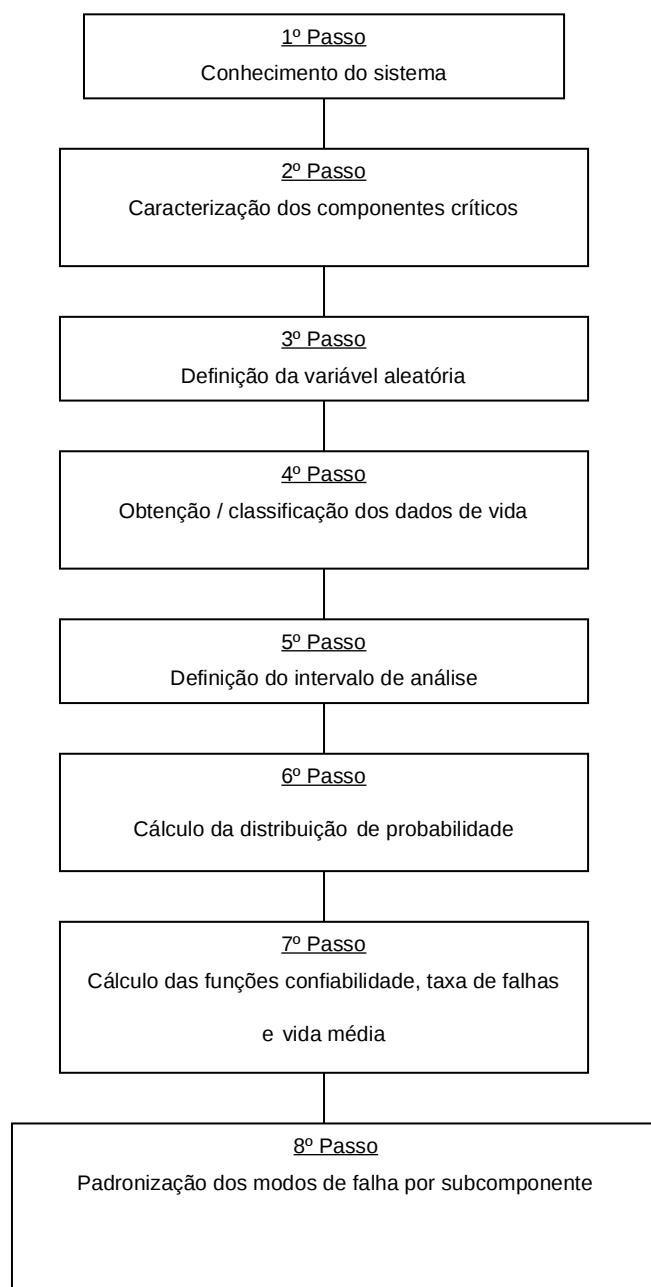 1º Passo
Conhecimento do sistema
2º Passo
Caracterização dos componentes críticos
3º Passo
Definição da variável aleatória
4º Passo
Obtenção / classificação dos dados de vida
5º Passo
Definição do intervalo de análise
6º Passo
Cálculo da distribuição de probabilidade
7º Passo
Cálculo das funções confiabilidade, taxa de falhas
e vida média
8º Passo
Padronização dos modos de falha por subcomponente